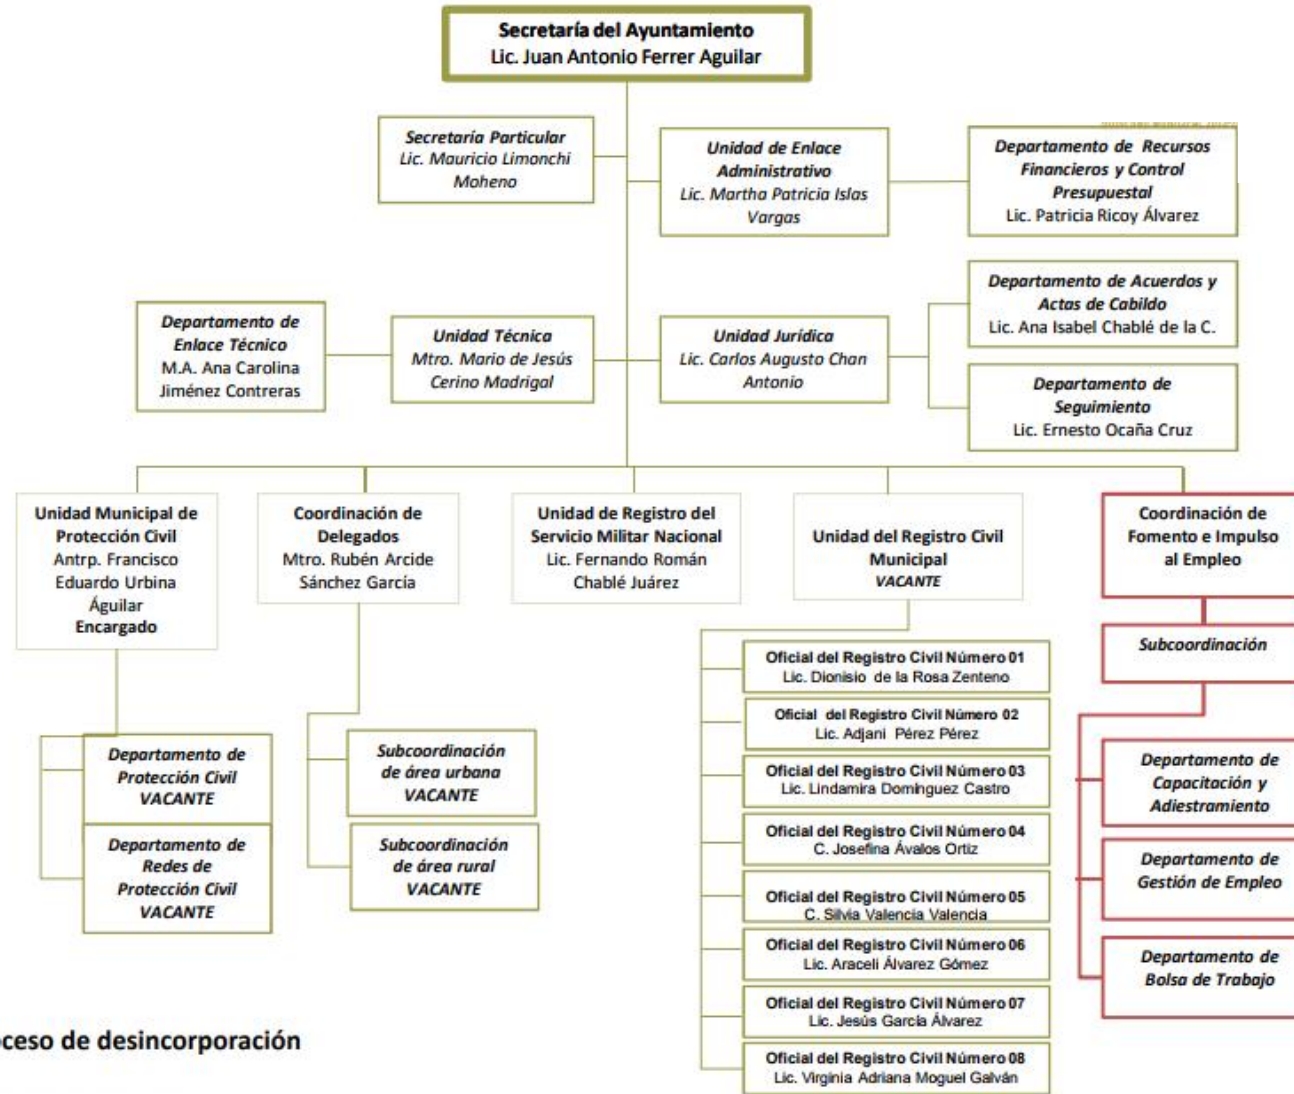 Secretaría del Ayuntamiento
Lic. Juan Antonio Ferrer Aguilar
Secretaría Particular
Lic. Mauricio Limonchi
Moheno
Unidad de Enlace
Administrativo
Lic. Martha Patricia Islas
Vargas
Departamento de Recursos
Financieros y Control
Presupuestal
Lic. Patricia Ricoy Álvarez
Departamento de
Enlace Técnico
M.A. Ana Carolina
Jiménez Contreras
Unidad Técnica
Mtro. Mario de Jesús
Cerino Madrigal
Unidad Jurídica
Lic. Carlos Augusto Chan
Antonio
Departamento de Acuerdos y
Actas de Cabildo
Lic. Ana Isabel Chablé de la C.
Departamento de
Seguimiento
Lic. Ernesto Ocaña Cruz
Unidad Municipal de
Protección Civil
Antrp. Francisco
Eduardo Urbina
Águilar
Encargado
Coordinación de
Delegados
Mtro. Rubén Arcide
Sánchez García
Unidad de Registro del
Servicio Militar Nacional
Lic. Fernando Román
Chablé Juárez
Unidad del Registro Civil
Municipal
VACANTE
Coordinación de
Fomento e Impulso
al Empleo
Subcoordinación
Departamento de
Protección Civil
VACANTE
Departamento de
Redes de
Protección Civil
VACANTE
Subcoordinación
de área urbana
VACANTE
Subcoordinación
de área rural
VACANTE
Oficial del Registro Civil Número 01
Lic. Dionisio de la Rosa Zenteno
Oficial del Registro Civil Número 02
Lic. Adjani Pérez Pérez
Oficial del Registro Civil Número 03
Lic. Lindamira Domínguez Castro
Oficial del Registro Civil Número 04
C. Josefina Ávalos Ortiz
Oficial del Registro Civil Número 05
C. Silvia Valencia Valencia
Oficial del Registro Civil Número 06
Lic. Araceli Álvarez Gómez
Oficial del Registro Civil Número 07
Lic. Jesús García Álvarez
Oficial del Registro Civil Número 08
Lic. Virginia Adriana Moguel Galván
Departamento de
Capacitación y
Adiestramiento
Departamento de
Gestión de Empleo
Departamento de
Bolsa de Trabajo
ceso de desincorporación